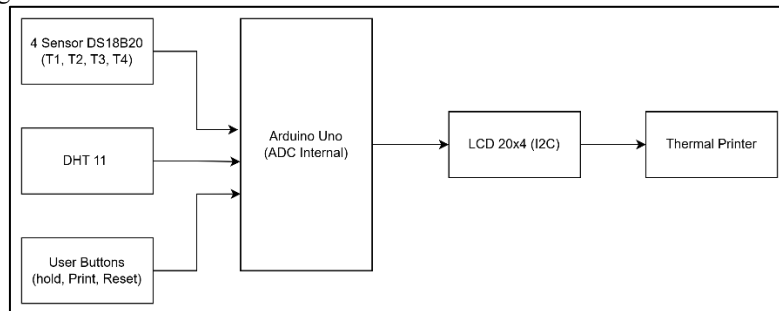 4 Sensor DS18B20
(T1, T2, T3, T4)
DHT 11
User Buttons
(hold, Print, Reset)
Arduino Uno
(ADC Internal)
LCD 20x4 (I2C)
Thermal Printer